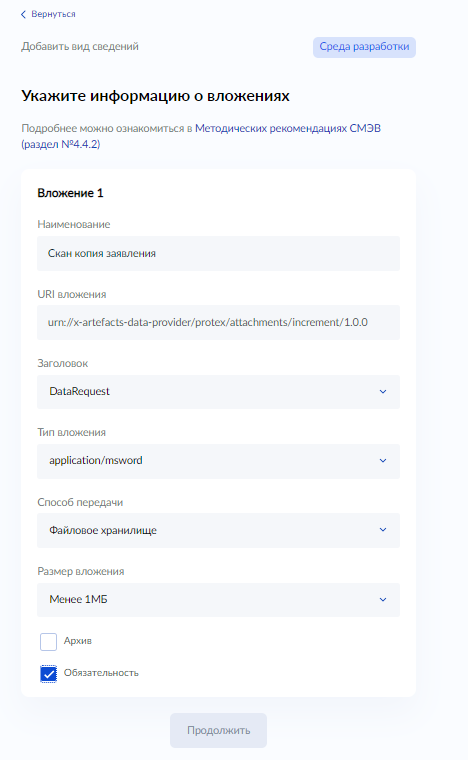 Вернуться
Добавить вид сведений
Среда разработки
Укажите информацию о вложениях
Подробнее можно ознакомиться в Методических рекомендациях СМЭВ
(раздел №4.4.2)
Вложение 1
Наименование
Скан копия заявления
URI вложения
urn://x-artefacts-data-provider/protex/attachments/increment/1.0.0
Заголовок
DataRequest
Тип вложения
application/msword
Способ передачи
Файловое хранилище
Размер вложения
Менее 1МБ
Архив
Обязательность
Продолжить